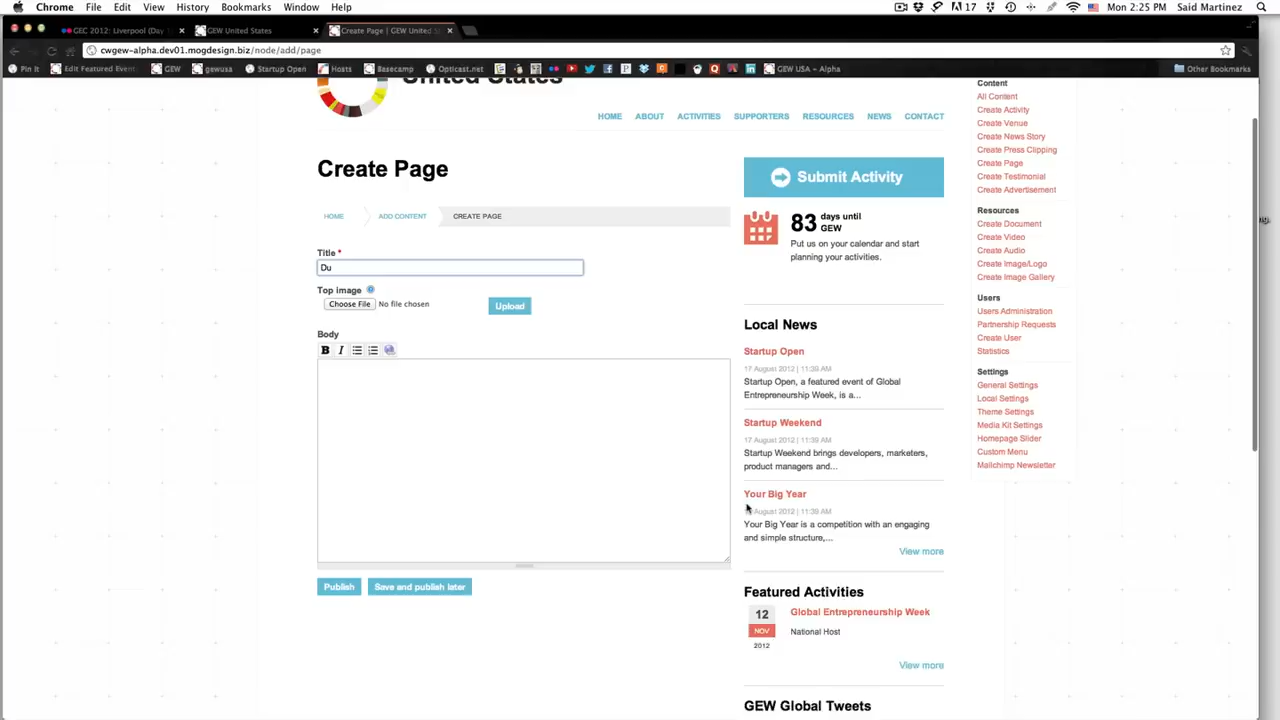 Chrome File Edit View History Bookmarks Window Help
17 Mon 2:25 PM Said Martinez
GEC 2012: Liverpool (Day
GEW United States
Create Page | GEW United St
cwgew-alpha.dev01.mogdesign.biz/node/add/page
Pin It
Edit Featured Event
GEW
gewusa
Startup Open
Hosts
Basecamp
Opticast.net
GEW USA – Alpha
Other Bookmarks
United States
HOME ABOUT ACTIVITIES SUPPORTERS RESOURCES NEWS CONTACT
Create Page
HOME ADD CONTENT CREATE PAGE
Title *
Du
Top image
Choose File No file chosen
Upload
Body
B I
Publish
Save and publish later
Submit Activity
83 days until
GEW
Put us on your calendar and start
planning your activities.
Local News
Startup Open
17 August 2012 | 11:39 AM
Startup Open, a featured event of Global
Entrepreneurship Week, is a...
Startup Weekend
17 August 2012 | 11:39 AM
Startup Weekend brings developers, marketers,
product managers and...
Your Big Year
August 2012 | 11:39 AM
Your Big Year is a competition with an engaging
and simple structure,...
View more
Featured Activities
12
NOV
2012
Global Entrepreneurship Week
National Host
View more
GEW Global Tweets
Content
All Content
Create Activity
Create Venue
Create News Story
Create Press Clipping
Create Page
Create Testimonial
Create Advertisement
Resources
Create Document
Create Video
Create Audio
Create Image/Logo
Create Image Gallery
Users
Users Administration
Partnership Requests
Create User
Statistics
Settings
General Settings
Local Settings
Theme Settings
Media Kit Settings
Homepage Slider
Custom Menu
Mailchimp Newsletter